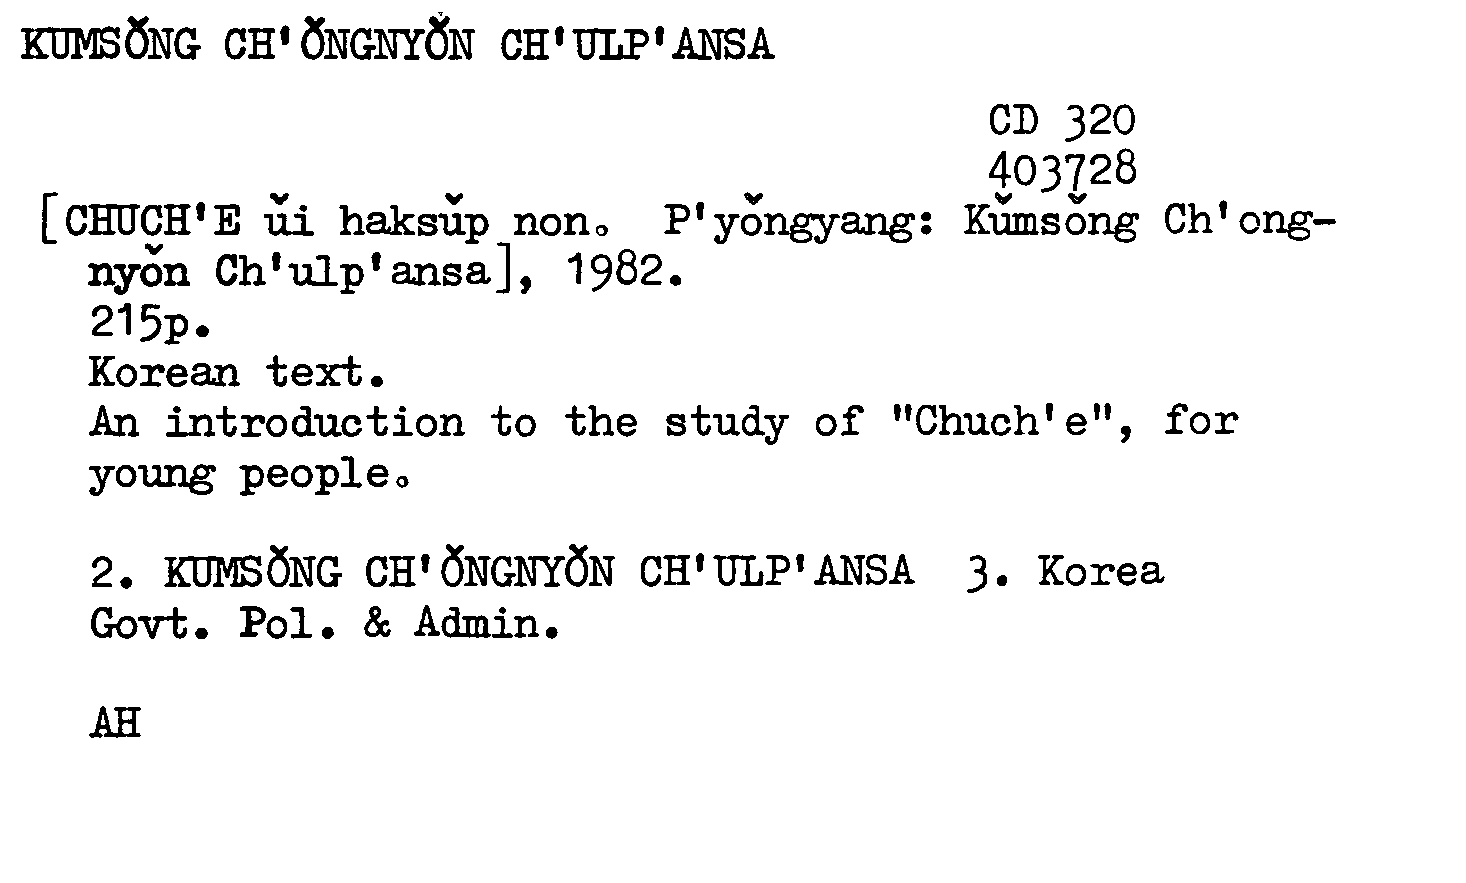 KUMSŎNG CH'ŎNGNYŎN CH'ULP'ANSA
CD 320
403728
[CHUCH'E ŭi haksŭp non. P'yŏngyang: Kŭmsŏng Ch'ong-
nyŏn Ch'ulp'ansa], 1982.
215p.
Korean text.
An introduction to the study of "Chuch'e", for
young people.
2. KUMSŎNG CH'ŎNGNYŎN CH'ULP'ANSA 3. Korea
Govt. Pol. & Admin.
AH